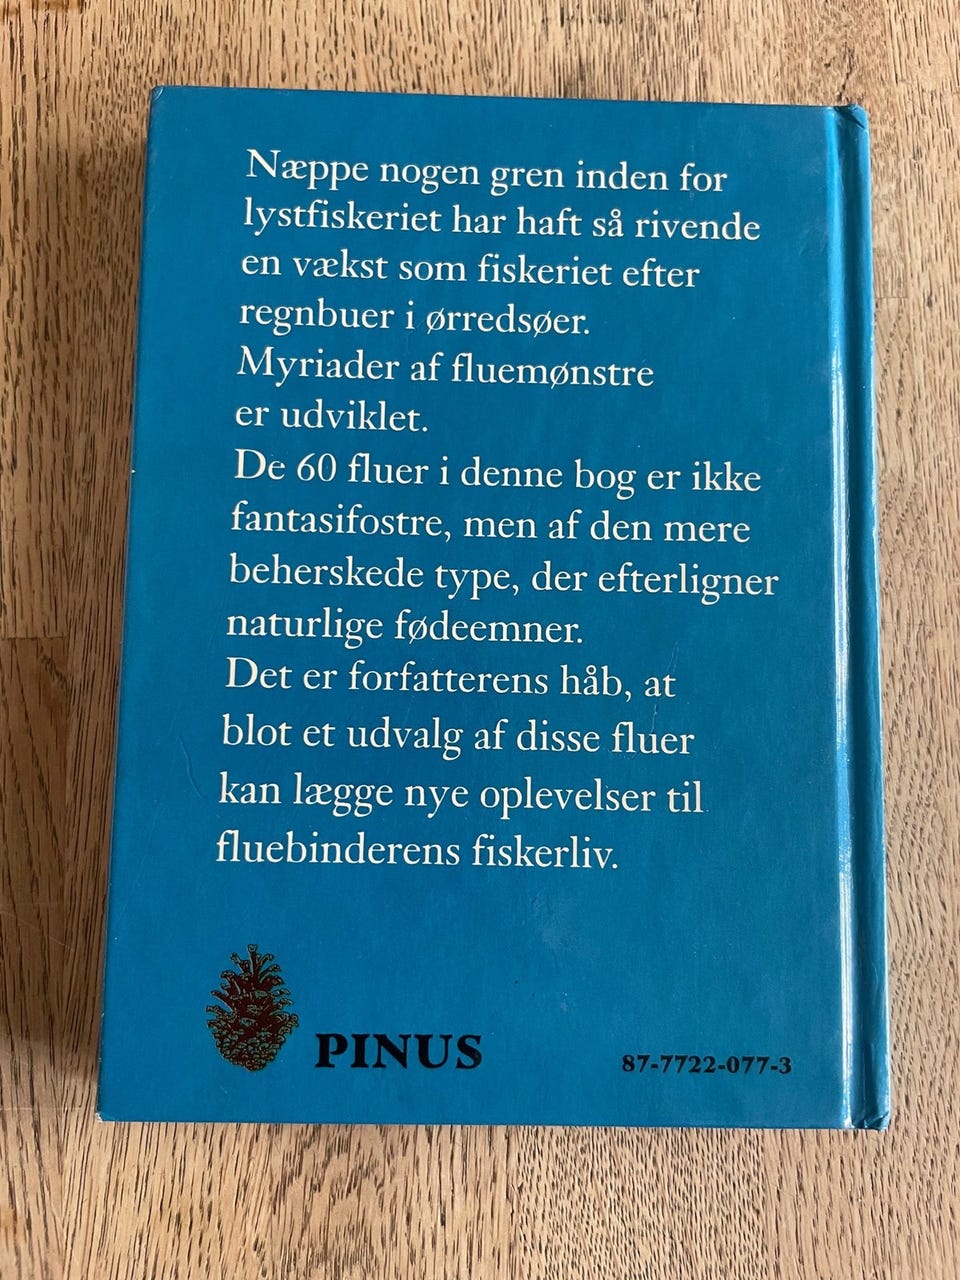 Næppe nogen gren inden for
lystfiskeriet har haft så rivende
en vækst som fiskeriet efter
regnbuer i ørredsøer.
Myriader af fluemønstre
er udviklet.
De 60 fluer i denne bog er ikke
fantasifostre, men af den mere
beherskede type, der efterligner
naturlige fødeemner.
Det er forfatterens håb, at
blot et udvalg af disse fluer
kan lægge nye oplevelser til
fluebinderens fiskerliv.
PINUS
87-7722-077-3